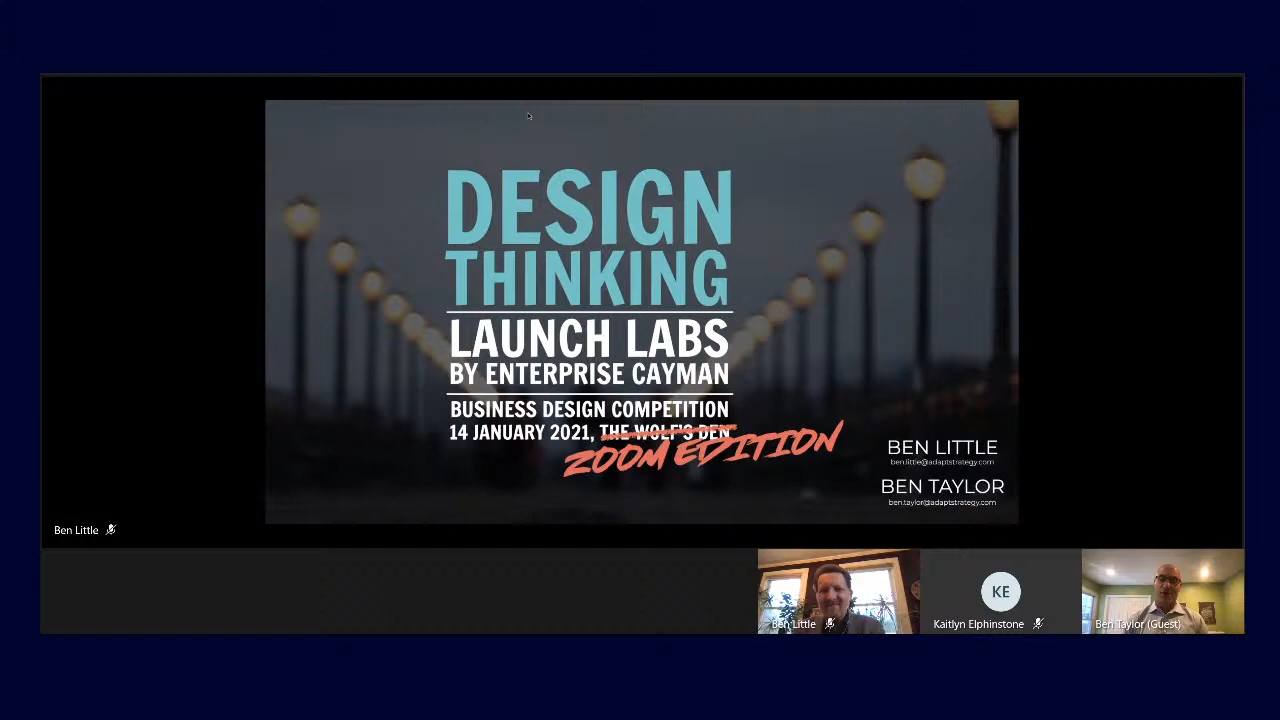 DESIGN
THINKING
LAUNCH LABS
BY ENTERPRISE CAYMAN
BUSINESS DESIGN COMPETITION
14 JANUARY 2021, THE WOLF'S DEN
ZOOM EDITION
BEN LITTLE
ben.little@adaptstrategy.com
BEN TAYLOR
ben.taylor@adaptstrategy.com
Ben Little
Ben Little
KE
Kaitlyn Elphinstone
Ben Taylor (Guest)